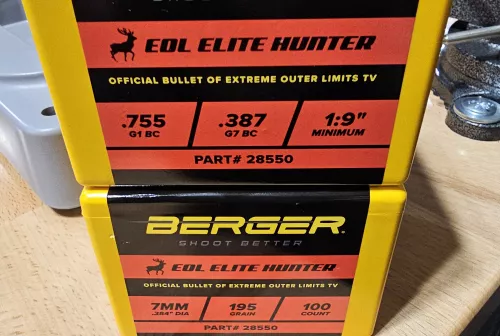 EOL ELITE HUNTER
OFFICIAL BULLET OF EXTREME OUTER LIMITS TV
.755 .387 1:9"
G1 BC G7 BC MINIMUM
PART# 28550
BERGER.
SHOOT BETTER
EOL ELITE HUNTER
OFFICIAL BULLET OF EXTREME OUTER LIMITS TV
7MM 195 100
.284" DIA GRAIN COUNT
PART# 28550